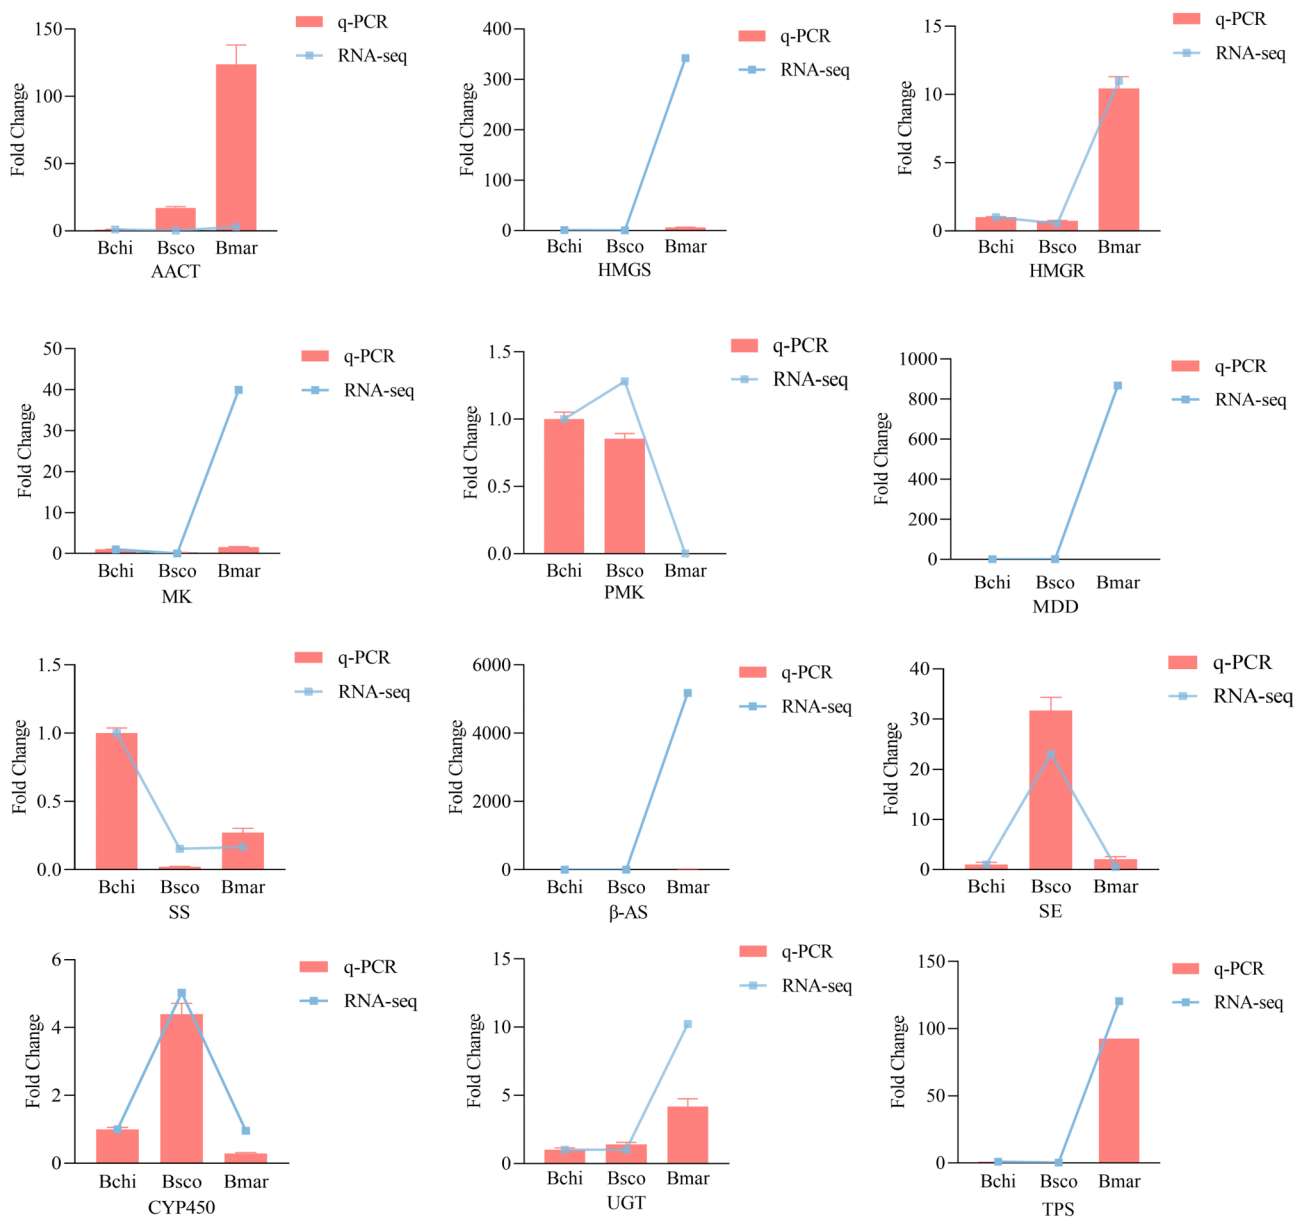 q-PCR
RNA-seq
150
100
50
0
Fold Change
Bchi Bsco Bmar
AACT
q-PCR
RNA-seq
400
300
200
100
0
Fold Change
Bchi Bsco Bmar
HMGS
q-PCR
RNA-seq
15
10
5
0
Fold Change
Bchi Bsco Bmar
HMGR
q-PCR
RNA-seq
50
40
30
20
10
0
Fold Change
Bchi Bsco Bmar
MK
q-PCR
RNA-seq
1.5
1.0
0.5
0.0
Fold Change
Bchi Bsco Bmar
PMK
q-PCR
RNA-seq
1000
800
600
400
200
0
Fold Change
Bchi Bsco Bmar
MDD
q-PCR
RNA-seq
1.5
1.0
0.5
0.0
Fold Change
Bchi Bsco Bmar
SS
q-PCR
RNA-seq
6000
4000
2000
0
Fold Change
Bchi Bsco Bmar
β-AS
q-PCR
RNA-seq
40
30
20
10
0
Fold Change
Bchi Bsco Bmar
SE
q-PCR
RNA-seq
6
4
2
0
Fold Change
Bchi Bsco Bmar
CYP450
q-PCR
RNA-seq
15
10
5
0
Fold Change
Bchi Bsco Bmar
UGT
q-PCR
RNA-seq
150
100
50
0
Fold Change
Bchi Bsco Bmar
TPS